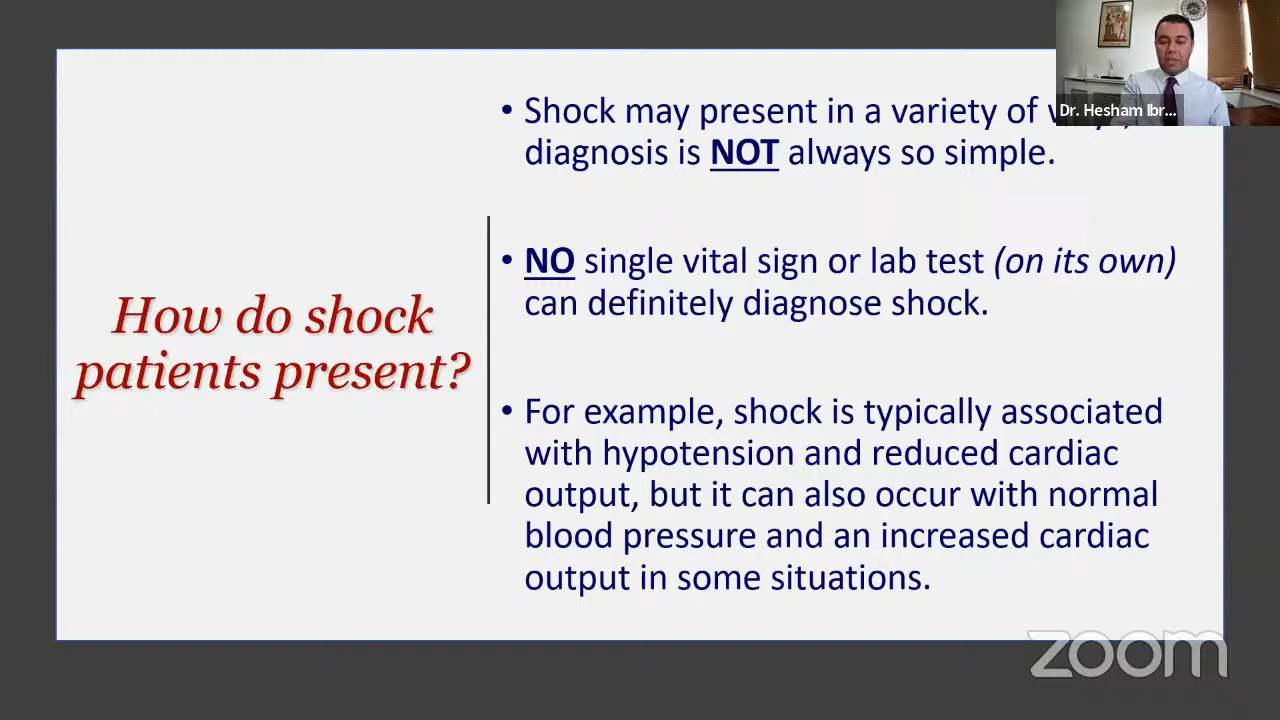 • Shock may present in a variety of
diagnosis is NOT always so simple.
• NO single vital sign or lab test (on its own)
can definitely diagnose shock.
How do shock
patients present?
• For example, shock is typically associated
with hypotension and reduced cardiac
output, but it can also occur with normal
blood pressure and an increased cardiac
output in some situations.
Dr. Hesham Ibr...
zoom